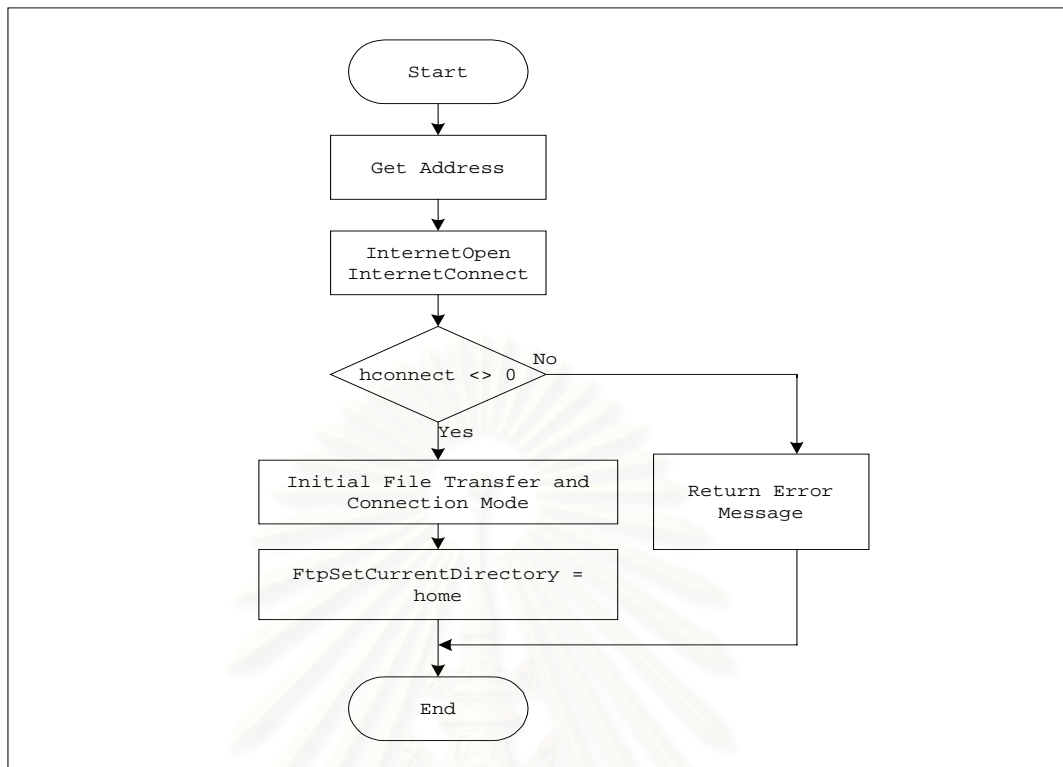 Start
Get Address
InternetOpen
InternetConnect
hconnect <> 0
No
Yes
Initial File Transfer and
Connection Mode
Return Error
Message
FtpSetCurrentDirectory =
home
End